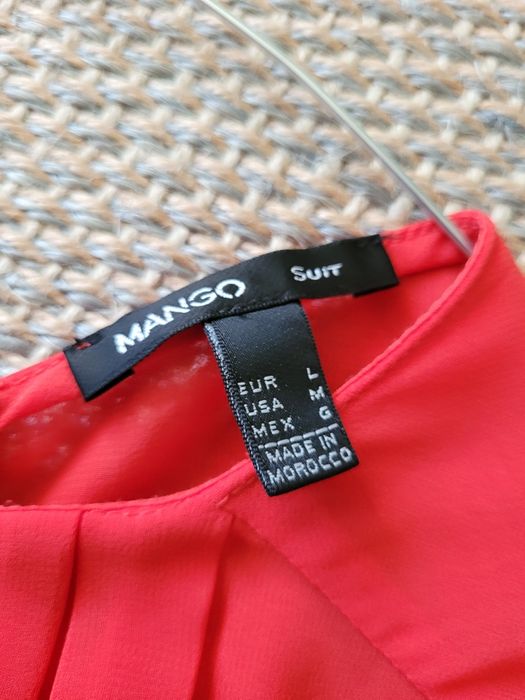 MANGO SUIT
EUR L
USA M
MEX G
MADE IN
MOROCCO